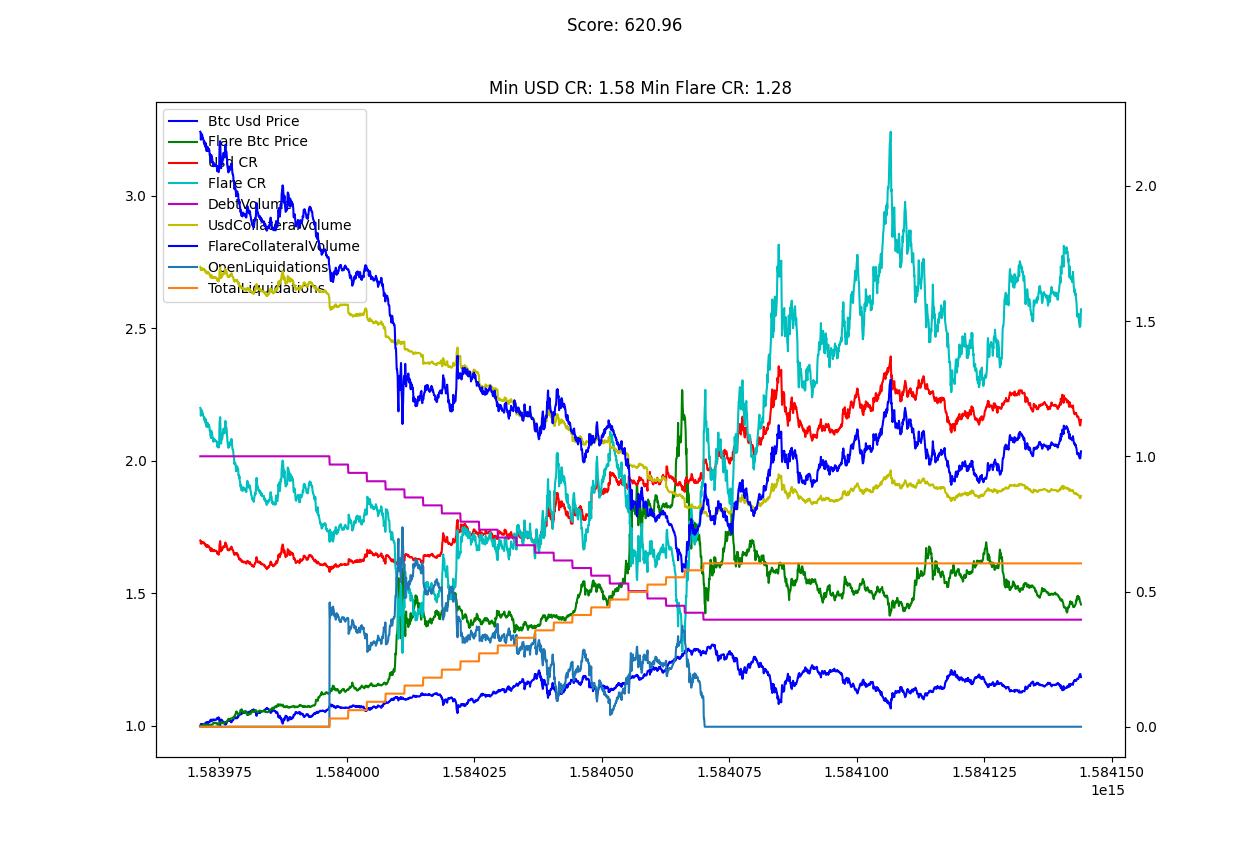 Score: 620.96
Min USD CR: 1.58 Min Flare CR: 1.28
Btc Usd Price
Flare Btc Price
Usd CR
Flare CR
DebtVolume
UsdCollateralVolume
FlareCollateralVolume
OpenLiquidations
TotalLiquidations
3.0
2.5
2.0
1.5
1.0
2.0
1.5
1.0
0.5
0.0
1.583975
1.584000
1.584025
1.584050
1.584075
1.584100
1.584125
1.584150
1e15